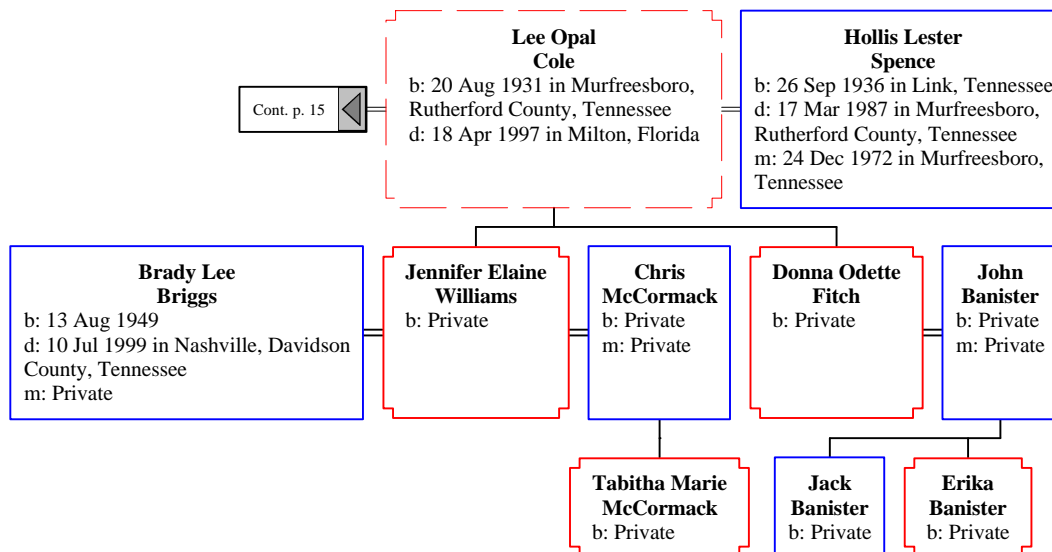 Lee Opal
Cole
b: 20 Aug 1931 in Murfreesboro,
Rutherford County, Tennessee
d: 18 Apr 1997 in Milton, Florida
Hollis Lester
Spence
b: 26 Sep 1936 in Link, Tennessee
d: 17 Mar 1987 in Murfreesboro,
Rutherford County, Tennessee
m: 24 Dec 1972 in Murfreesboro,
Tennessee
Cont. p. 15
Brady Lee
Briggs
b: 13 Aug 1949
d: 10 Jul 1999 in Nashville, Davidson
County, Tennessee
m: Private
Jennifer Elaine
Williams
b: Private
Chris
McCormack
b: Private
m: Private
Donna Odette
Fitch
b: Private
John
Banister
b: Private
m: Private
Tabitha Marie
McCormack
b: Private
Jack
Banister
b: Private
Erika
Banister
b: Private